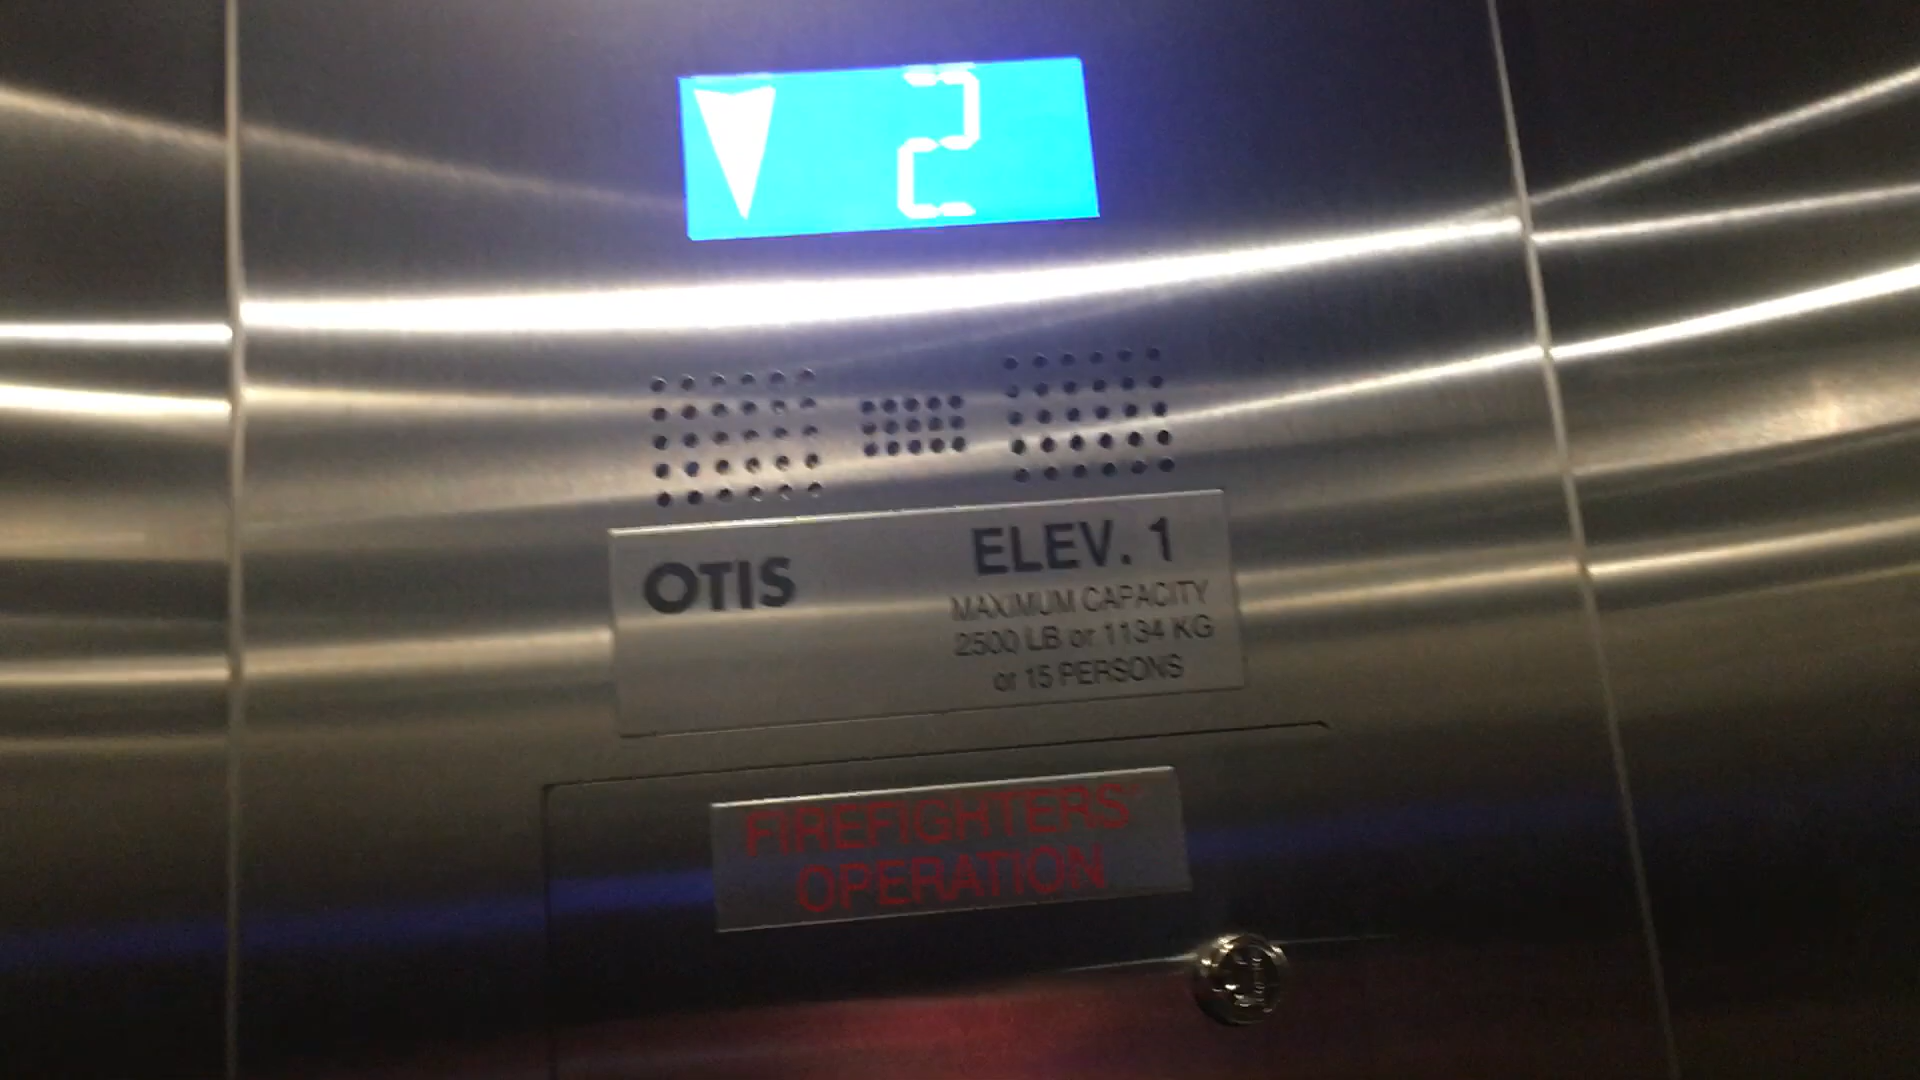 2
OTIS
ELEV. 1
MAXIMUM CAPACITY
2500 LB or 1134 KG
or 15 PERSONS
FIREFIGHTERS'
OPERATION